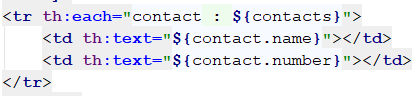 <tr th:each="contact : ${contacts}">
<td th:text="${contact.name}"></td>
<td th:text="${contact.number}"></td>
</tr>